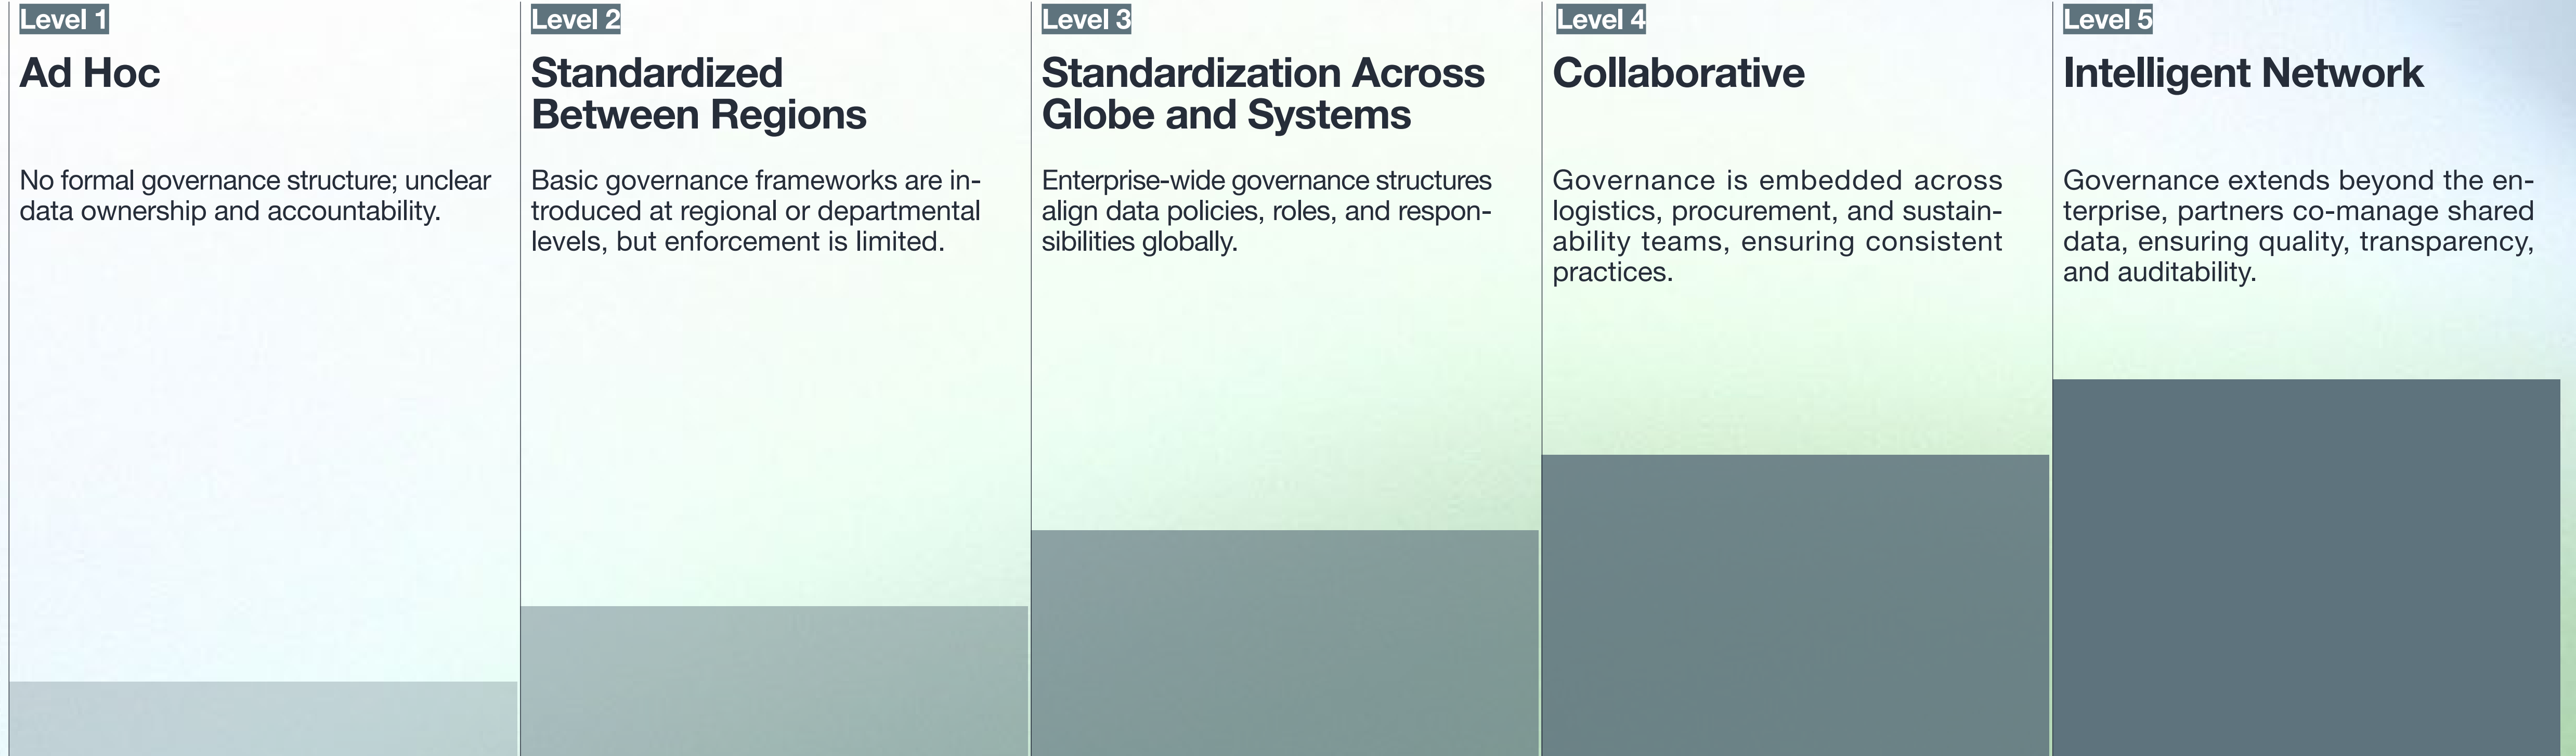 Level 1
Ad Hoc
No formal governance structure; unclear
data ownership and accountability.
Level 2
Standardized
Between Regions
Basic governance frameworks are in-
troduced at regional or departmental
levels, but enforcement is limited.
Level 3
Standardization Across
Globe and Systems
Enterprise-wide governance structures
align data policies, roles, and respon-
sibilities globally.
Level 4
Collaborative
Governance is embedded across
logistics, procurement, and sustain-
ability teams, ensuring consistent
practices.
Level 5
Intelligent Network
Governance extends beyond the en-
terprise, partners co-manage shared
data, ensuring quality, transparency,
and auditability.